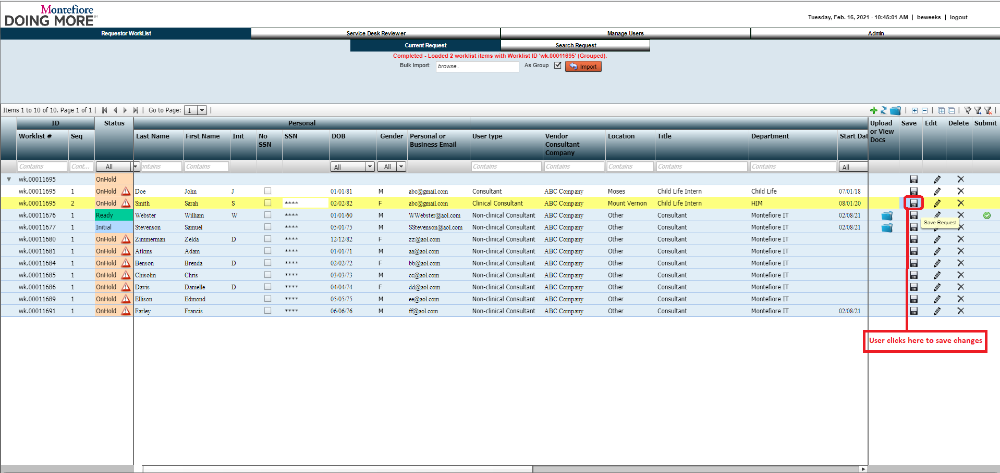 Montefiore
DOING MORE℠
Tuesday, Feb. 16, 2021 - 10:45:01 AM | beweeks | logout
Requestor WorkList Service Desk Reviewer Manage Users Admin
Current Request Search Request
Completed - Loaded 2 worklist items with Worklist ID 'wk.00011695' (Grouped).
Bulk Import: browse.. As Group Import
Items 1 to 10 of 10. Page 1 of 1 | Go to Page: 1 |
ID Status Personal Upload or View Docs Save Edit Delete Submit
Worklist # Seq Last Name First Name Init No SSN SSN DOB Gender Personal or Business Email User type Vendor Consultant Company Location Title Department Start Dat
Contains Cont... All ontains Contains All All Contains Contains Contains Contains Contains All
wk.00011695 OnHold
wk.00011695 1 OnHold Doe John J 01/01/81 M abc@gmail.com Consultant ABC Company Moses Child Life Intern Child Life 07/01/18
wk.00011695 2 OnHold Smith Sarah S **** 02/02/82 F abc@gmail.com Clinical Consultant ABC Company Mount Vernon Child Life Intern HIM 08/01/20
wk.00011676 1 Ready Webster William W **** 01/01/60 M WWebster@aol.com Non-clinical Consultant ABC Company Other Consultant Montefiore IT 02/08/21
Save Request
wk.00011677 1 Initial Stevenson Samuel **** 05/01/75 M SStevenson@aol.com Non-clinical Consultant ABC Company Other Consultant Montefiore IT 02/08/21
wk.00011680 1 OnHold Zimmerman Zelda D **** 12/12/82 F zz@aol.com Non-clinical Consultant ABC Company Other Consultant Montefiore IT
wk.00011681 1 OnHold Atkins Adam **** 01/01/71 M aa@aol.com Non-clinical Consultant ABC Company Other Consultant Montefiore IT
wk.00011684 1 OnHold Benson Brenda D **** 02/02/72 F bb@aol.com Non-clinical Consultant ABC Company Other Consultant Montefiore IT
wk.00011685 1 OnHold Chisolm Chris **** 03/03/73 M cc@aol.com Non-clinical Consultant ABC Company Other Consultant Montefiore IT
wk.00011686 1 OnHold Davis Danielle D **** 04/04/74 F dd@aol.com Non-clinical Consultant ABC Company Other Consultant Montefiore IT
wk.00011689 1 OnHold Ellison Edmond **** 05/05/75 M ee@aol.com Non-clinical Consultant ABC Company Other Consultant Montefiore IT
wk.00011691 1 OnHold Farley Francis **** 06/06/76 M ff@aol.com Non-clinical Consultant ABC Company Other Consultant Montefiore IT 02/08/21
User clicks here to save changes